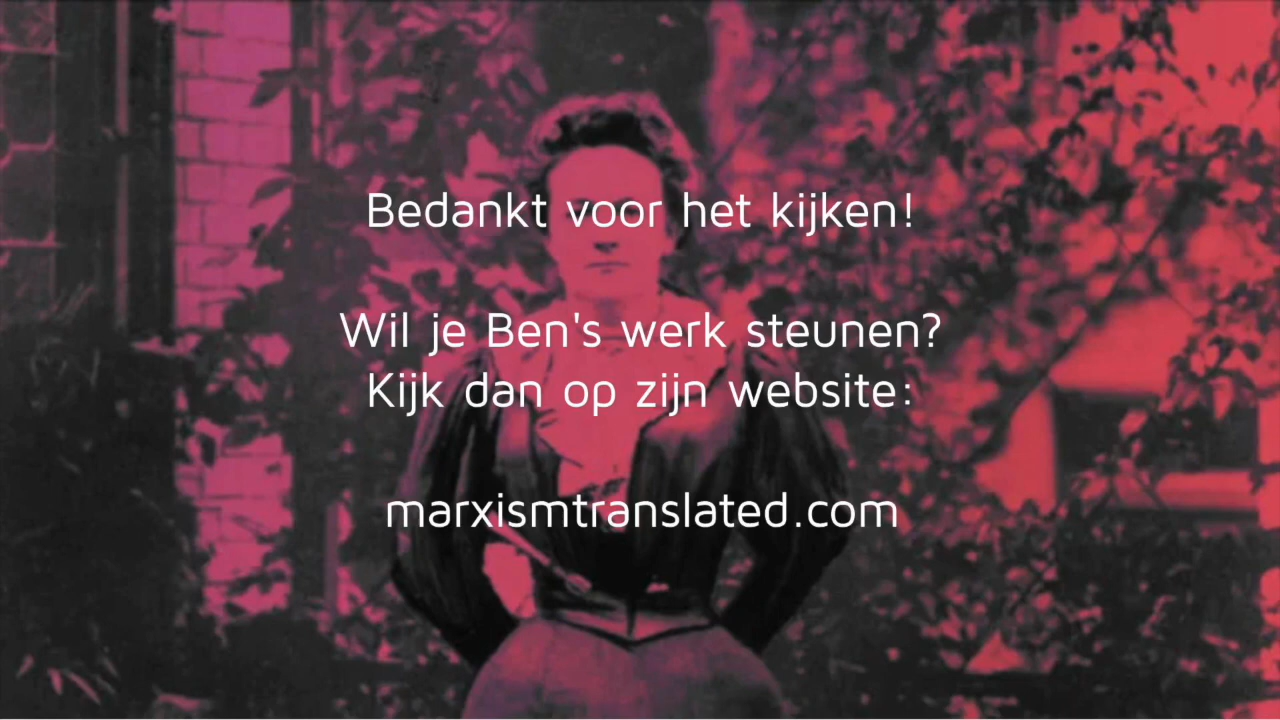 Bedankt voor het kijken!
Wil je Ben's werk steunen?
Kijk dan op zijn website:
marxismtranslated.com